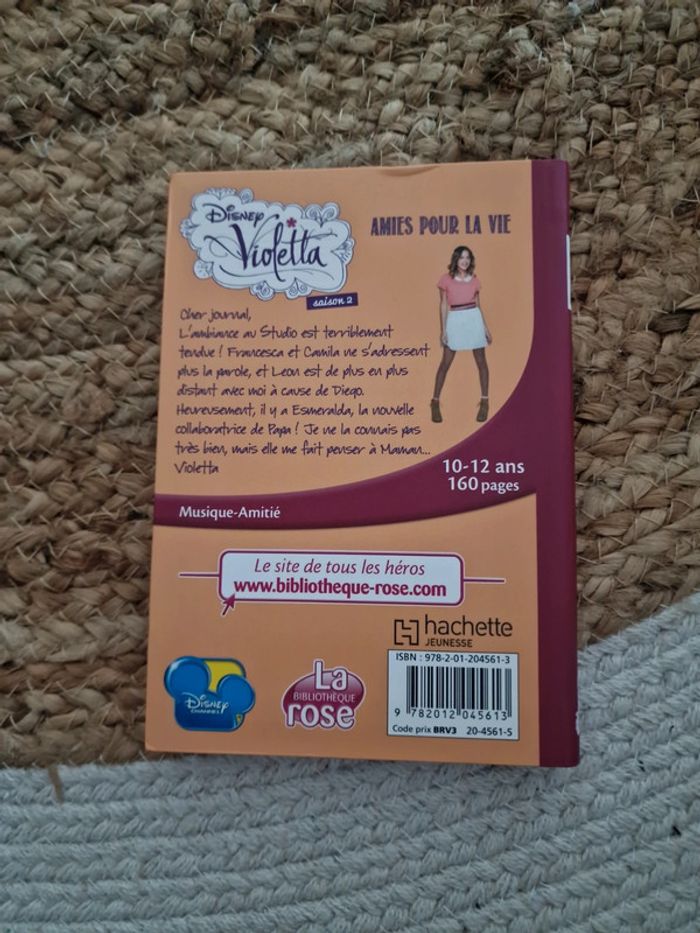 Disney
Violetta
saison 2
AMIES POUR LA VIE
Cher journal,
L'ambiance au Studio est terriblement
tendue ! Francesca et Camila ne s'adressent
plus la parole, et Leon est de plus en plus
distant avec moi à cause de Diego.
Heureusement, il y a Esmeralda, la nouvelle
collaboratrice de Papa ! Je ne la connais pas
très bien, mais elle me fait penser à Maman...
Violetta
10-12 ans
160 pages
Musique-Amitié
Le site de tous les héros
www.bibliotheque-rose.com
hachette
JEUNESSE
ISBN : 978-2-01-204561-3
9 782012 045613
Code prix BRV3 20-4561-5
Disney
CHANNEL
La
BIBLIOTHÈQUE
rose